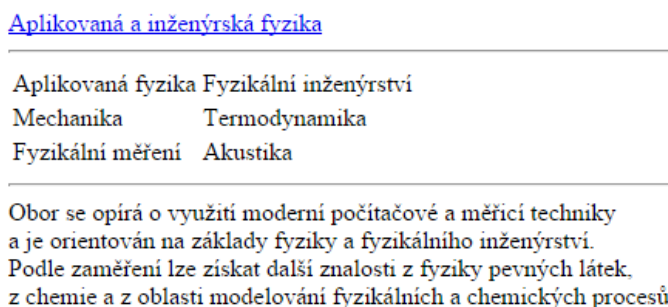 Aplikovaná a inženýrská fyzika
Aplikovaná fyzika Fyzikální inženýrství
Mechanika Termodynamika
Fyzikální měření Akustika
Obor se opírá o využití moderní počítačové a měřicí techniky
a je orientován na základy fyziky a fyzikálního inženýrství.
Podle zaměření lze získat další znalosti z fyziky pevných látek,
z chemie a z oblasti modelování fyzikálních a chemických procesů